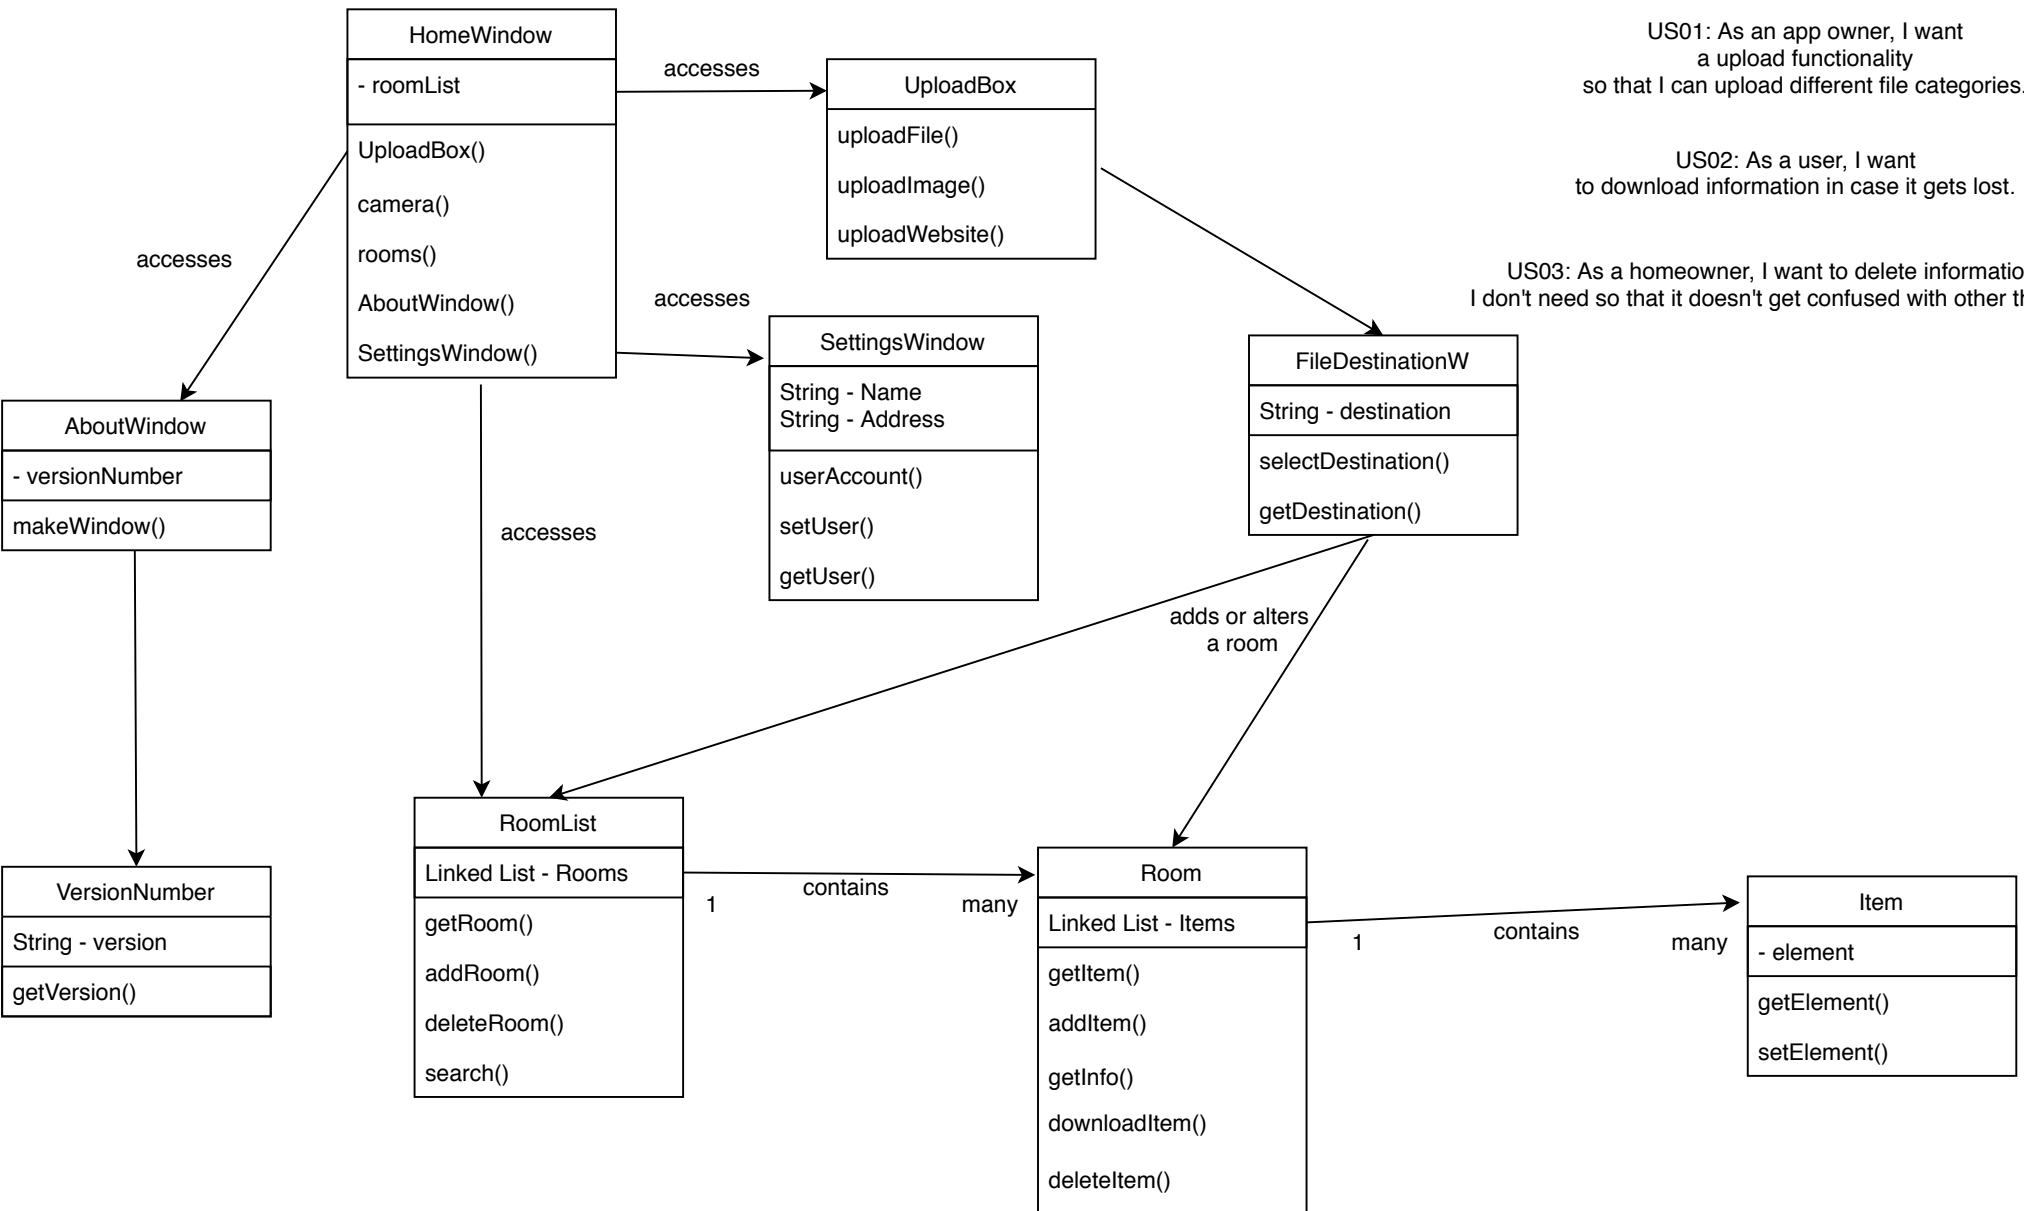 HomeWindow
- roomList
UploadBox()
camera()
rooms()
AboutWindow()
SettingsWindow()
accesses
UploadBox
uploadFile()
uploadImage()
uploadWebsite()
US01: As an app owner, I want
a upload functionality
so that I can upload different file categories.
US02: As a user, I want
to download information in case it gets lost.
US03: As a homeowner, I want to delete informatio
I don't need so that it doesn't get confused with other th
accesses
accesses
SettingsWindow
String - Name
String - Address
userAccount()
setUser()
getUser()
FileDestinationW
String - destination
selectDestination()
getDestination()
AboutWindow
- versionNumber
makeWindow()
accesses
adds or alters
a room
VersionNumber
String - version
getVersion()
RoomList
Linked List - Rooms
getRoom()
addRoom()
deleteRoom()
search()
contains
1
many
Room
Linked List - Items
getItem()
addItem()
getInfo()
downloadItem()
deleteItem()
contains
1
many
Item
- element
getElement()
setElement()